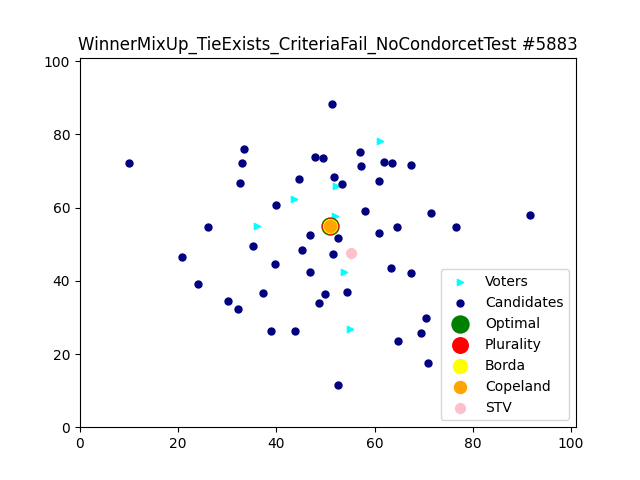 WinnerMixUp_TieExists_CriteriaFail_NoCondorcetTest #5883
100
80
60
40
20
0
0 20 40 60 80 100
Voters
Candidates
Optimal
Plurality
Borda
Copeland
STV